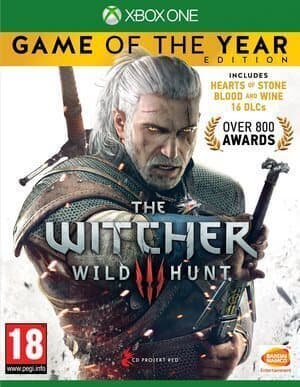 XBOX ONE
GAME OF THE YEAR
EDITION
INCLUDES
HEARTS OF STONE
BLOOD AND WINE
16 DLCs
OVER 800
AWARDS
THE
WITCHER
III
WILD HUNT
18
www.pegi.info
CD PROJEKT RED
BANDAI
NAMCO